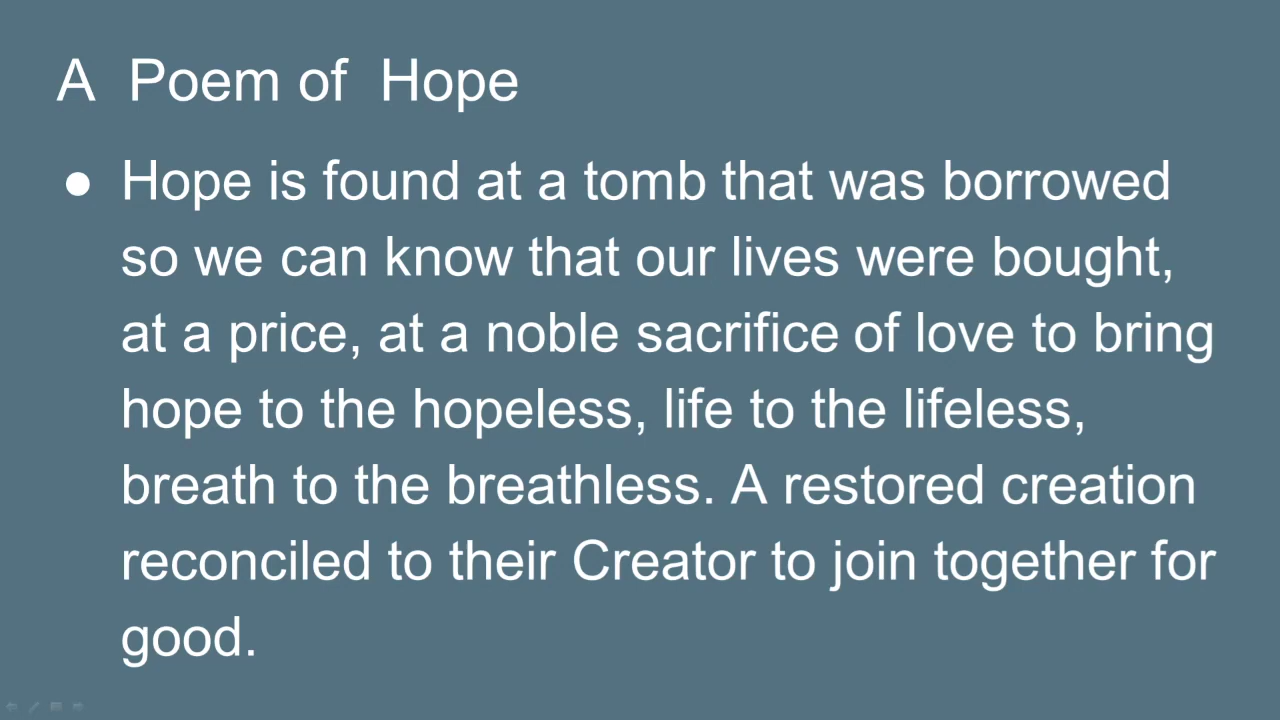 A Poem of Hope
● Hope is found at a tomb that was borrowed
so we can know that our lives were bought,
at a price, at a noble sacrifice of love to bring
hope to the hopeless, life to the lifeless,
breath to the breathless. A restored creation
reconciled to their Creator to join together for
good.